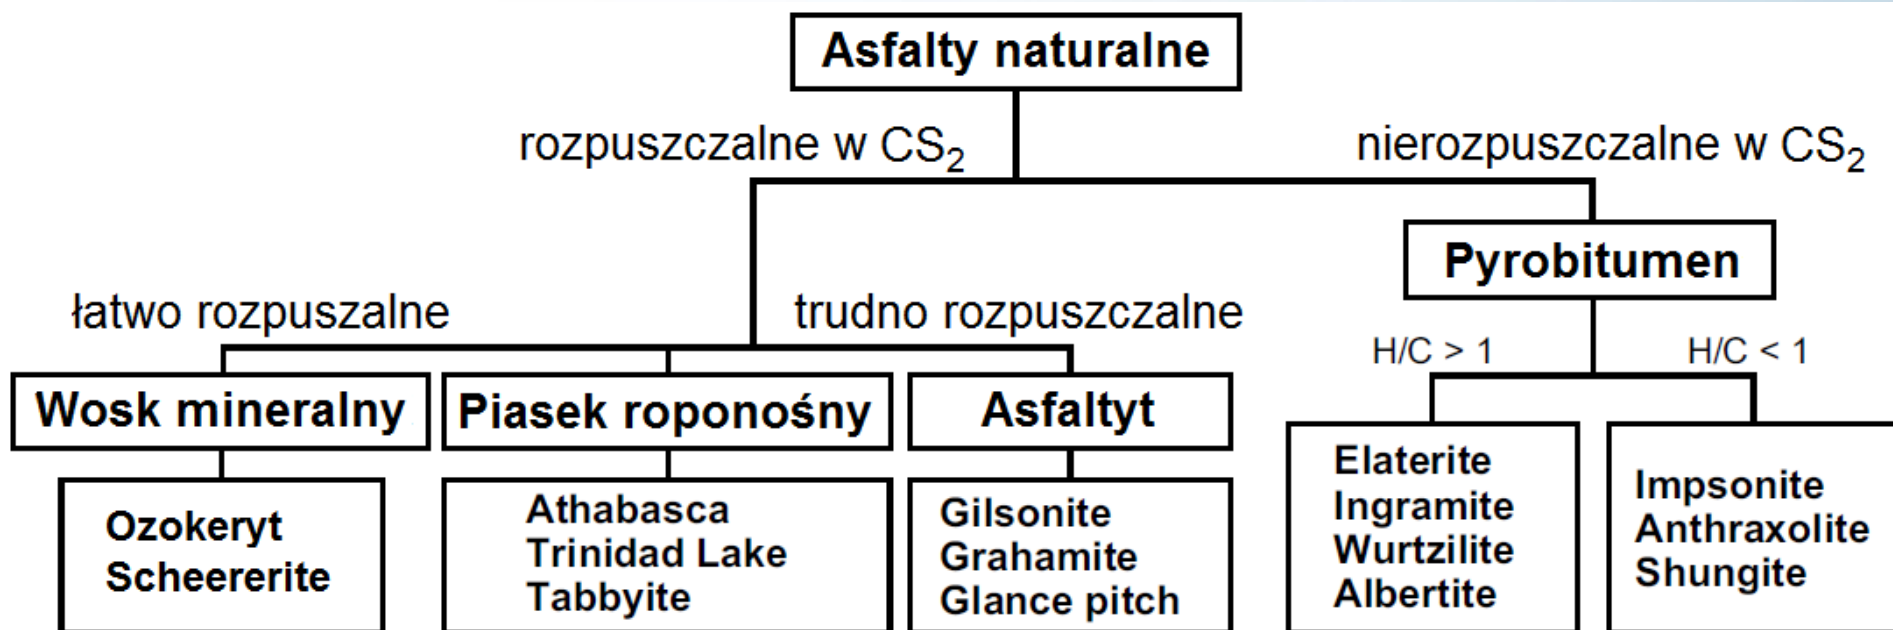 Asfalty naturalne
rozpuszczalne w CS₂
nierozpuszczalne w CS₂
Pyrobitumen
łatwo rozpuszalne
trudno rozpuszczalne
H/C > 1
H/C < 1
Wosk mineralny
Piasek roponośny
Asfaltyt
Ozokeryt
Scheererite
Athabasca
Trinidad Lake
Tabbyite
Gilsonite
Grahamite
Glance pitch
Elaterite
Ingramite
Wurtzilite
Albertite
Impsonite
Anthraxolite
Shungite